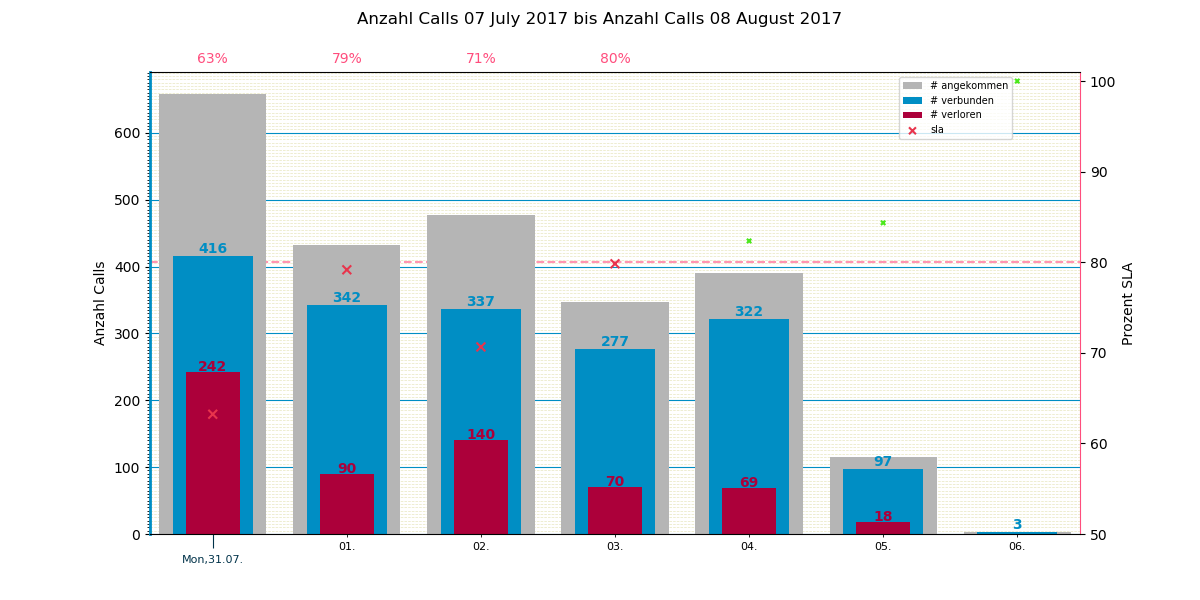 Anzahl Calls 07 July 2017 bis Anzahl Calls 08 August 2017
63% 79% 71% 80%
# angekommen
# verbunden
# verloren
sla
Anzahl Calls
600
500
400
300
200
100
0
416
242
342
90
337
140
277
70
322
69
97
18
3
100
90
80
70
60
50
Prozent SLA
Mon,31.07. 01. 02. 03. 04. 05. 06.